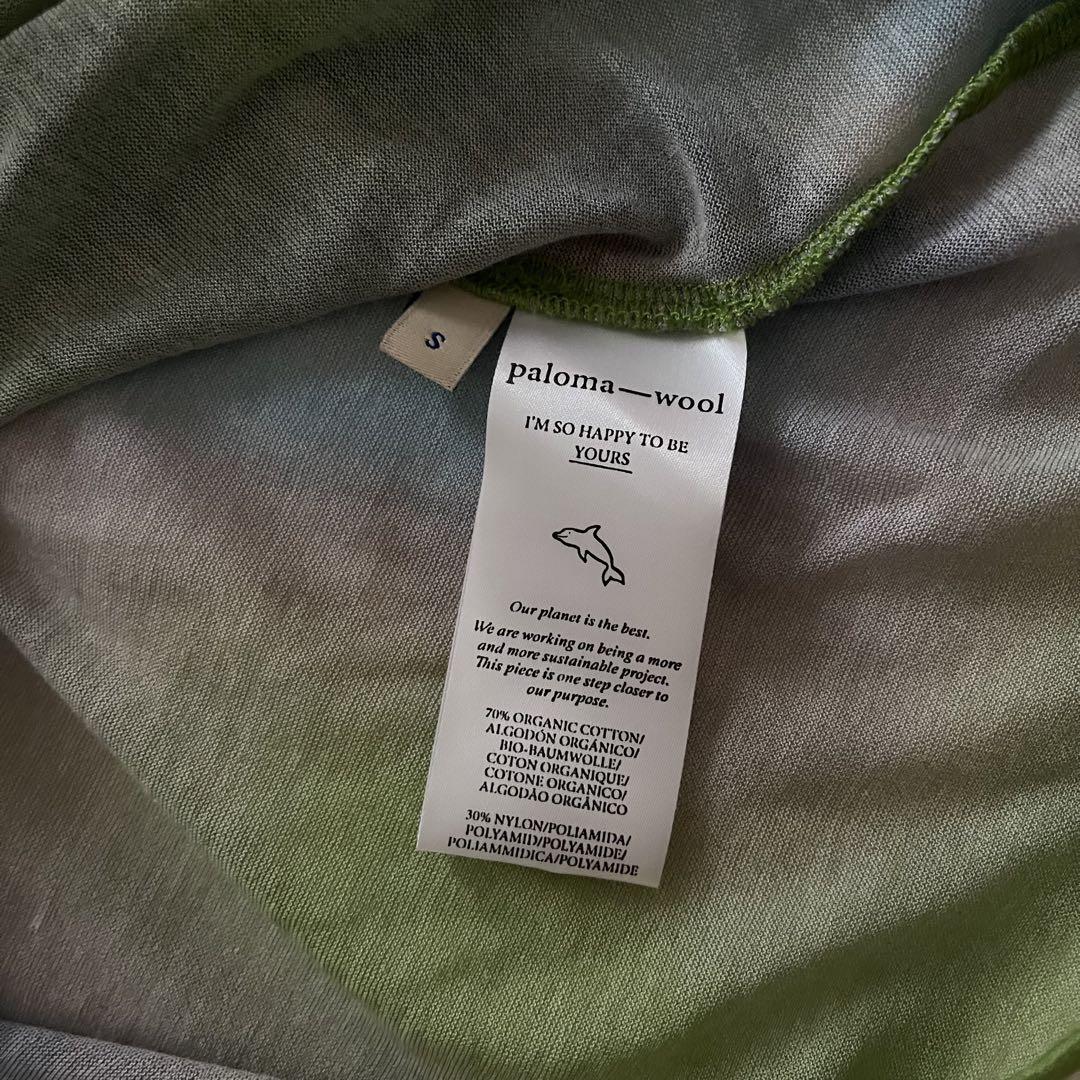 S
paloma—wool
I'M SO HAPPY TO BE
YOURS
Our planet is the best.
We are working on being a more
and more sustainable project.
This piece is one step closer to
our purpose.
70% ORGANIC COTTON/
ALGODÓN ORGÁNICO/
BIO-BAUMWOLLE/
COTON ORGANIQUE/
COTONE ORGANICO/
ALGODÃO ORGÂNICO
30% NYLON/POLIAMIDA/
POLYAMID/POLYAMIDE/
POLIAMMIDICA/POLYAMIDE